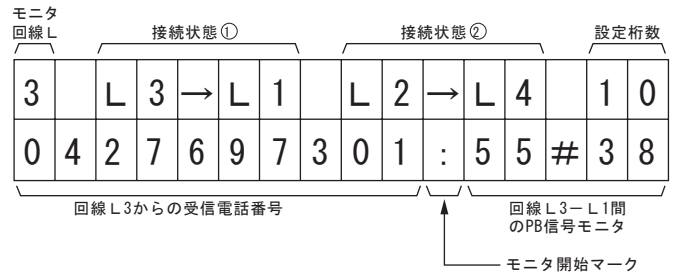 モニタ
回線L 接続状態① 接続状態② 設定桁数
3 L3→L1 L2→L4 10
0427697301:55#38
回線L3からの受信電話番号 回線L3－L1間
のPB信号モニタ
モニタ開始マーク